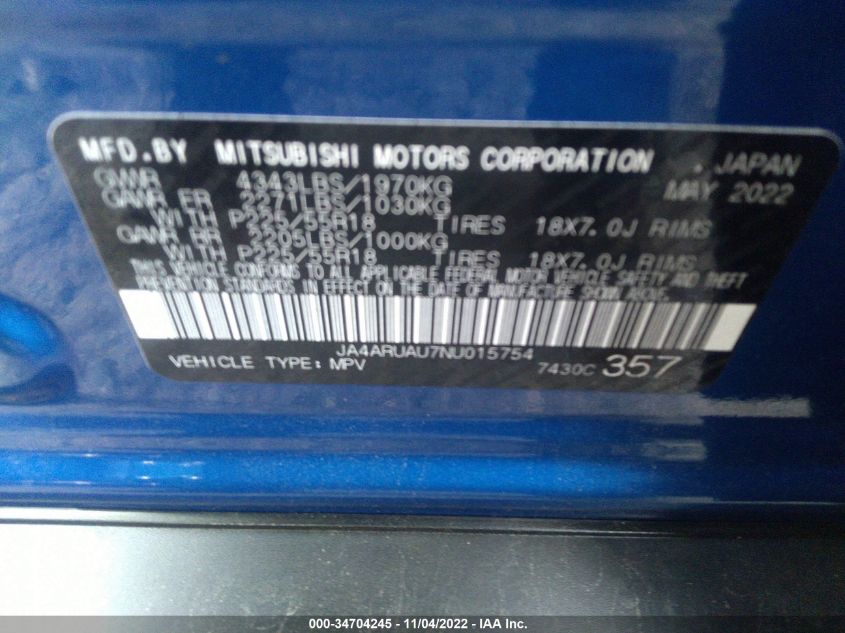 MFD.BY MITSUBISHI MOTORS CORPORATION . JAPAN
GVWR 4343LBS/1970KG MAY 2022
GAWR FR 2271LBS/1030KG
WITH P225/55R18 TIRES 18X7.0J RIMS
GAWR RR 2205LBS/1000KG
WITH P225/55R18 TIRES 18X7.0J RIMS
THIS VEHICLE CONFORMS TO ALL APPLICABLE FEDERAL MOTOR VEHICLE SAFETY AND THEFT
PREVENTION STANDARDS IN EFFECT ON THE DATE OF MANUFACTURE SHOWN ABOVE.
JA4ARUAU7NU015754
VEHICLE TYPE: MPV 7430C 357
000-34704245 - 11/04/2022 - IAA Inc.